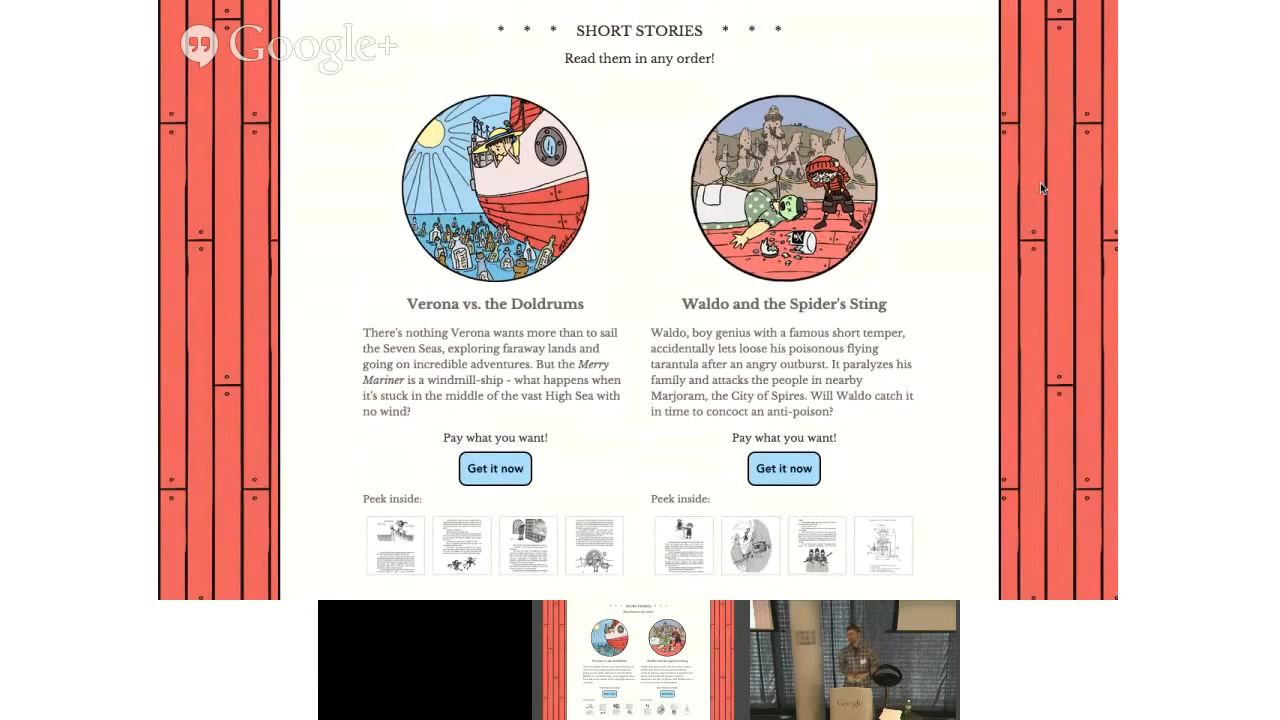 Google+
* * * SHORT STORIES * * *
Read them in any order!
Verona vs. the Doldrums
There's nothing Verona wants more than to sail
the Seven Seas, exploring faraway lands and
going on incredible adventures. But the Merry
Mariner is a windmill-ship - what happens when
it's stuck in the middle of the vast High Sea with
no wind?
Pay what you want!
Get it now
Peek inside:
Waldo and the Spider's Sting
Waldo, boy genius with a famous short temper,
accidentally lets loose his poisonous flying
tarantula after an angry outburst. It paralyzes his
family and attacks the people in nearby
Marjoram, the City of Spires. Will Waldo catch it
in time to concoct an anti-poison?
Pay what you want!
Get it now
Peek inside:
Google